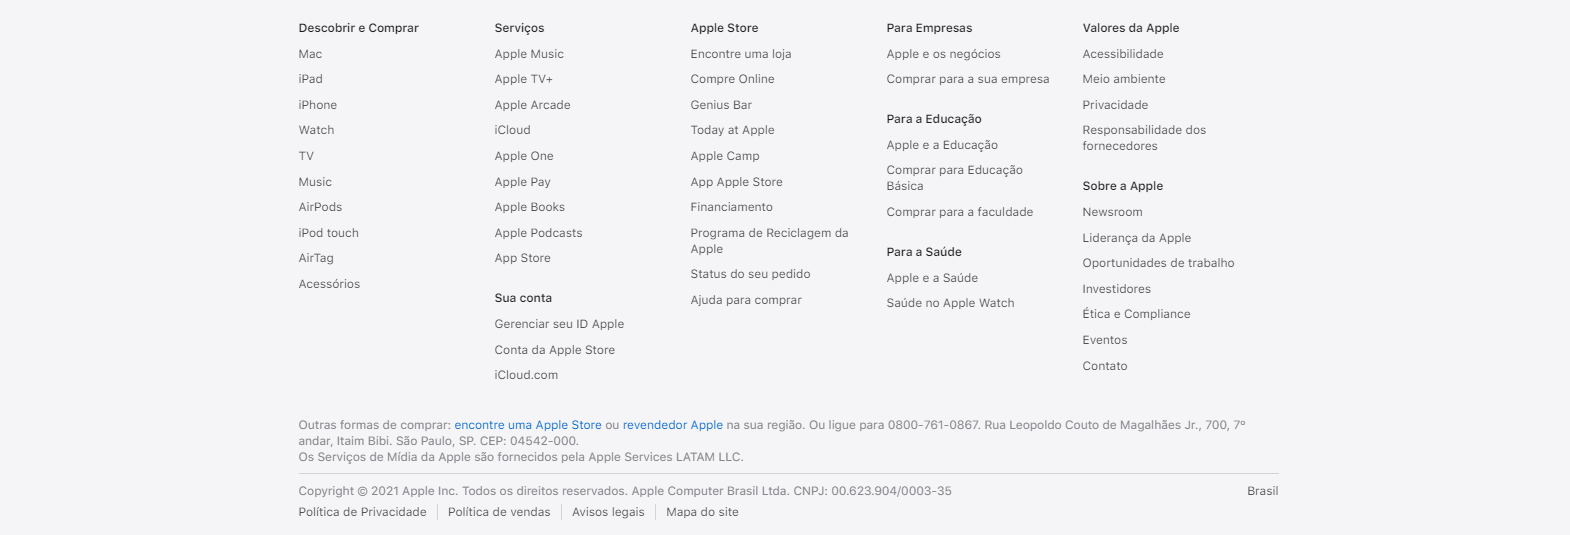 Descobrir e Comprar
Mac
iPad
iPhone
Watch
TV
Music
AirPods
iPod touch
AirTag
Acessórios
Serviços
Apple Music
Apple TV+
Apple Arcade
iCloud
Apple One
Apple Pay
Apple Books
Apple Podcasts
App Store
Sua conta
Gerenciar seu ID Apple
Conta da Apple Store
iCloud.com
Apple Store
Encontre uma loja
Compre Online
Genius Bar
Today at Apple
Apple Camp
App Apple Store
Financiamento
Programa de Reciclagem da
Apple
Status do seu pedido
Ajuda para comprar
Para Empresas
Apple e os negócios
Comprar para a sua empresa
Para a Educação
Apple e a Educação
Comprar para Educação
Básica
Comprar para a faculdade
Para a Saúde
Apple e a Saúde
Saúde no Apple Watch
Valores da Apple
Acessibilidade
Meio ambiente
Privacidade
Responsabilidade dos
fornecedores
Sobre a Apple
Newsroom
Liderança da Apple
Oportunidades de trabalho
Investidores
Ética e Compliance
Eventos
Contato
Outras formas de comprar: encontre uma Apple Store ou revendedor Apple na sua região. Ou ligue para 0800-761-0867. Rua Leopoldo Couto de Magalhães Jr., 700, 7º
andar, Itaim Bibi. São Paulo, SP. CEP: 04542-000.
Os Serviços de Mídia da Apple são fornecidos pela Apple Services LATAM LLC.
Copyright © 2021 Apple Inc. Todos os direitos reservados. Apple Computer Brasil Ltda. CNPJ: 00.623.904/0003-35
Brasil
Política de Privacidade
Política de vendas
Avisos legais
Mapa do site